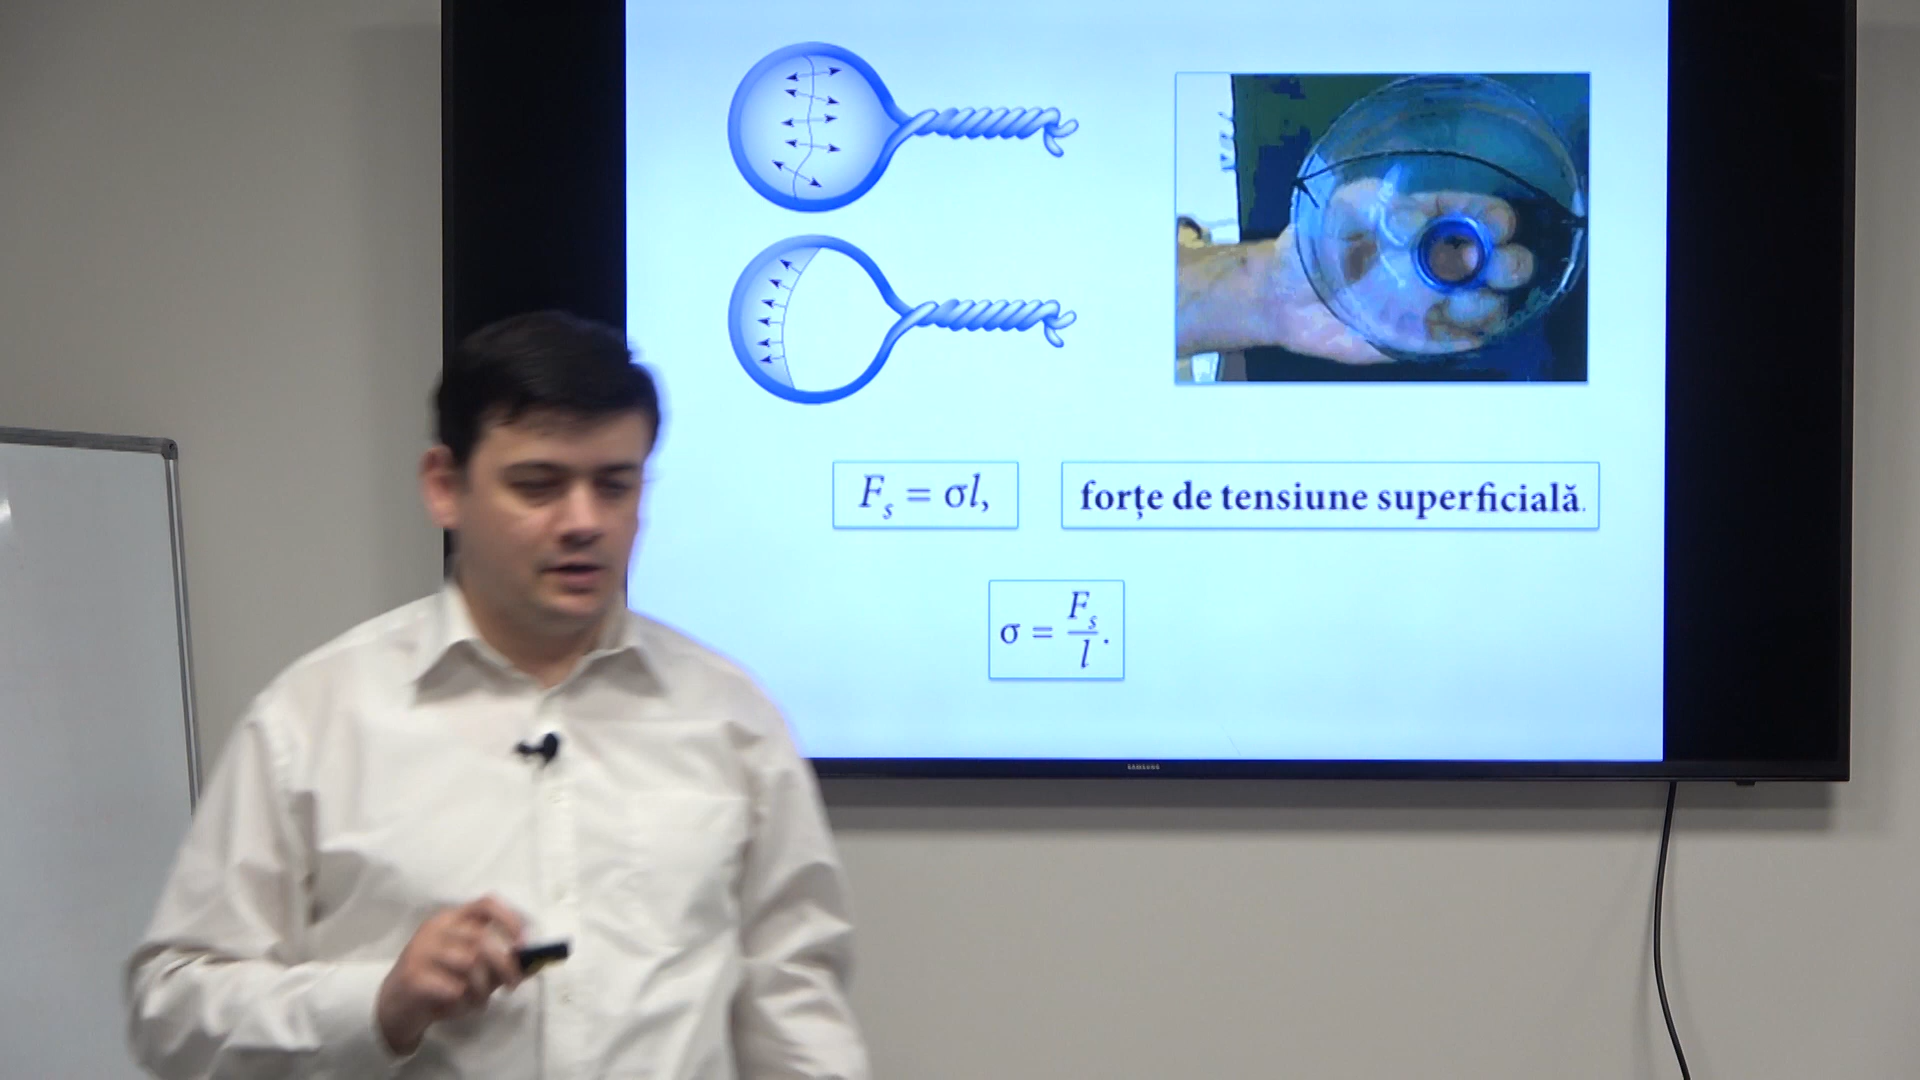 F_s = σl,
forțe de tensiune superficială.
σ = F_s / l.
SAMSUNG